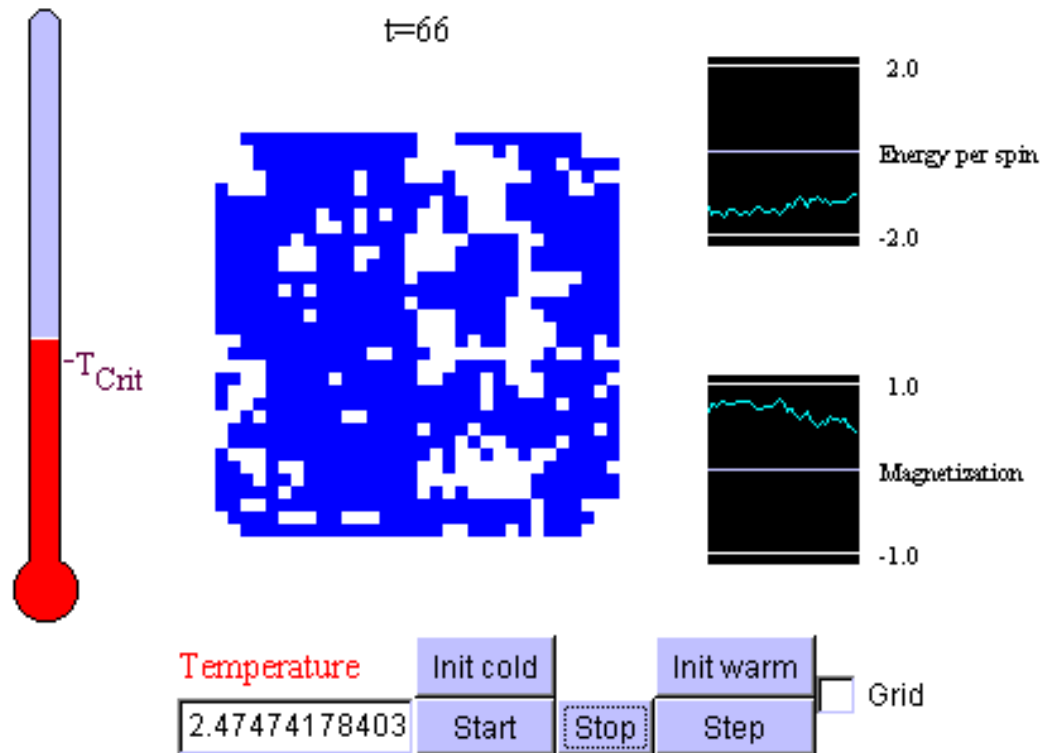 t=66
2.0
Energy per spin
-2.0
-TCrit
1.0
Magnetization
-1.0
Temperature
Init cold
Init warm
2.47474178403
Start
Stop
Step
Grid